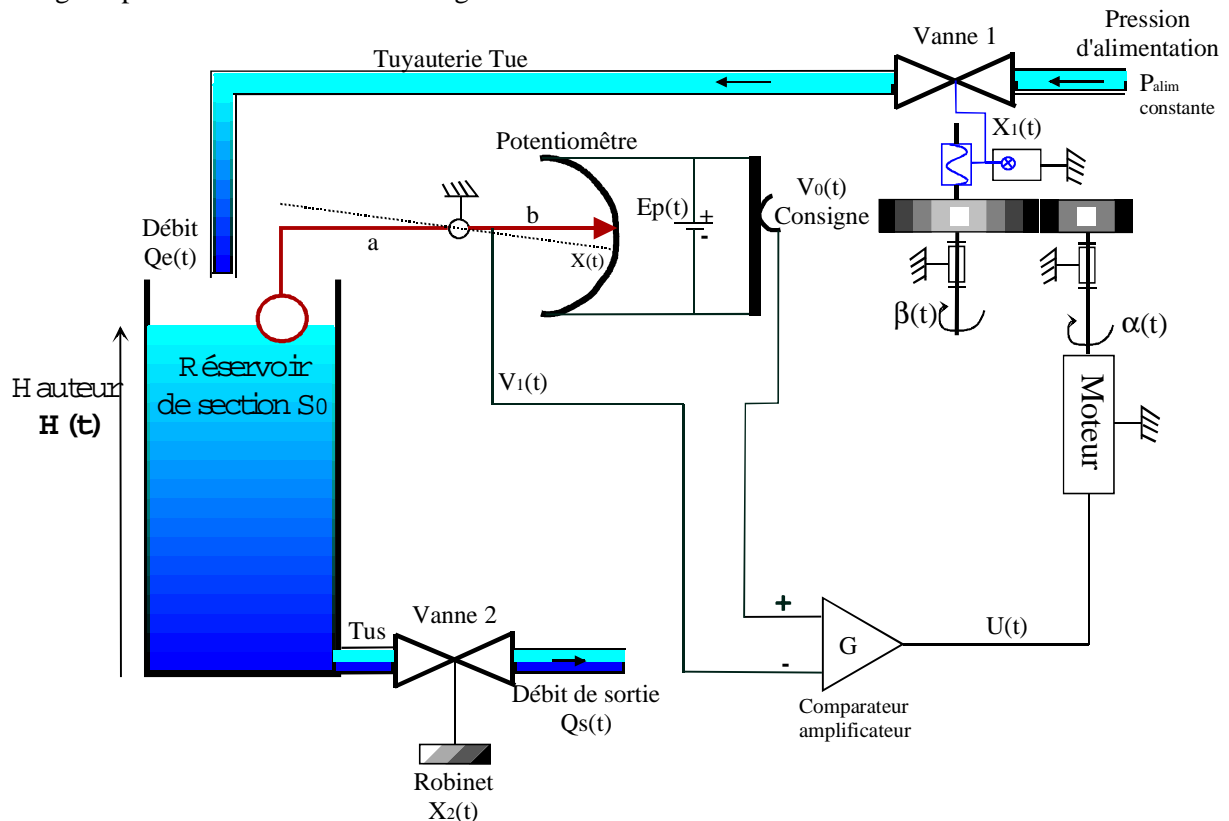 Vanne 1
Pression
d'alimentation
Palim
constante
Tuyauterie Tue
X1(t)
Potentiomêtre
V0(t)
Consigne
Ep(t)
+
-
b
a
X(t)
Débit
Qe(t)
β(t)
α(t)
Réservoir
de section S0
Hauteur
H (t)
V1(t)
Moteur
Tus
Vanne 2
+
-
G
U(t)
Débit de sortie
Qs(t)
Comparateur
amplificateur
Robinet
X2(t)